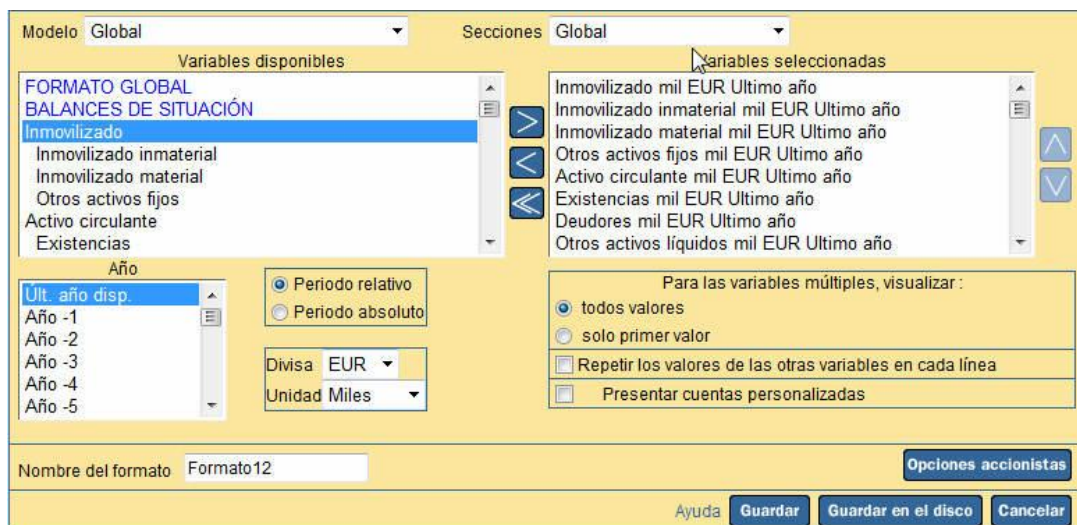 Modelo Global Secciones Global
Variables disponibles
FORMATO GLOBAL
BALANCES DE SITUACIÓN
Inmovilizado
Inmovilizado inmaterial
Inmovilizado material
Otros activos fijos
Activo circulante
Existencias
Variables seleccionadas
Inmovilizado mil EUR Ultimo año
Inmovilizado inmaterial mil EUR Ultimo año
Inmovilizado material mil EUR Ultimo año
Otros activos fijos mil EUR Ultimo año
Activo circulante mil EUR Ultimo año
Existencias mil EUR Ultimo año
Deudores mil EUR Ultimo año
Otros activos líquidos mil EUR Ultimo año
Año
Últ. año disp.
Año -1
Año -2
Año -3
Año -4
Año -5
Periodo relativo
Periodo absoluto
Divisa EUR
Unidad Miles
Para las variables múltiples, visualizar :
todos valores
solo primer valor
Repetir los valores de las otras variables en cada línea
Presentar cuentas personalizadas
Nombre del formato Formato12
Opciones accionistas
Ayuda Guardar Guardar en el disco Cancelar